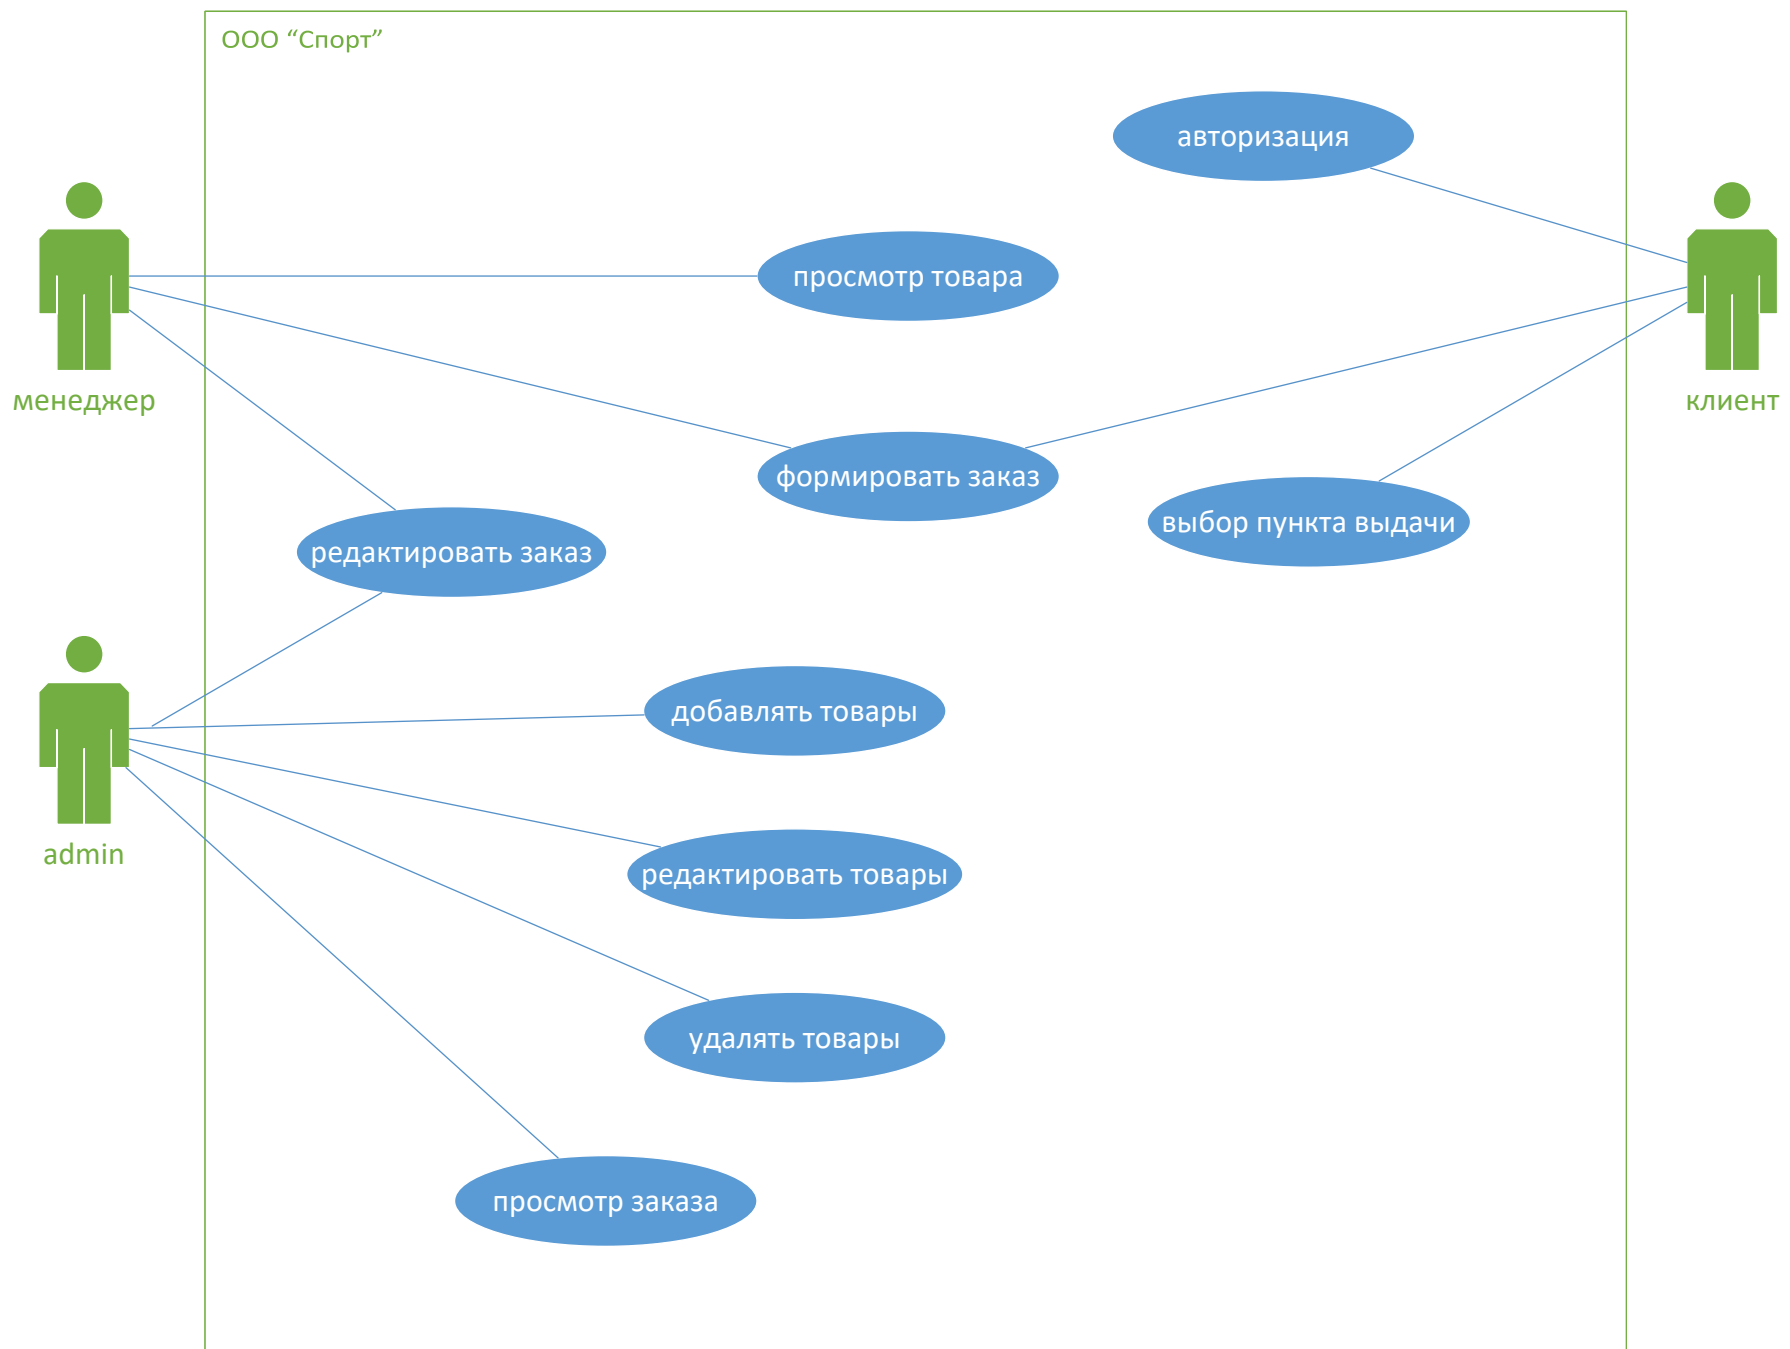 ООО “Спорт”
авторизация
просмотр товара
менеджер
клиент
формировать заказ
выбор пункта выдачи
редактировать заказ
добавлять товары
admin
редактировать товары
удалять товары
просмотр заказа